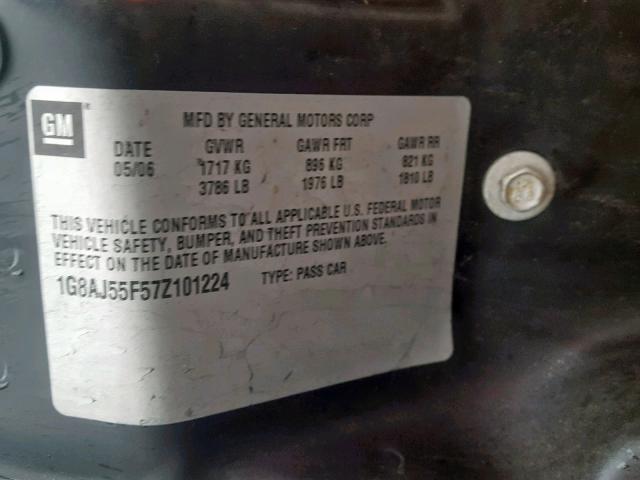 GM
MFD BY GENERAL MOTORS CORP
DATE GVWR GAWR FRT GAWR RR
05/06 1717 KG 896 KG 821 KG
3786 LB 1976 LB 1810 LB
THIS VEHICLE CONFORMS TO ALL APPLICABLE U.S. FEDERAL MOTOR
VEHICLE SAFETY, BUMPER, AND THEFT PREVENTION STANDARDS IN
EFFECT ON THE DATE OF MANUFACTURE SHOWN ABOVE.
1G8AJ55F57Z101224 TYPE: PASS CAR